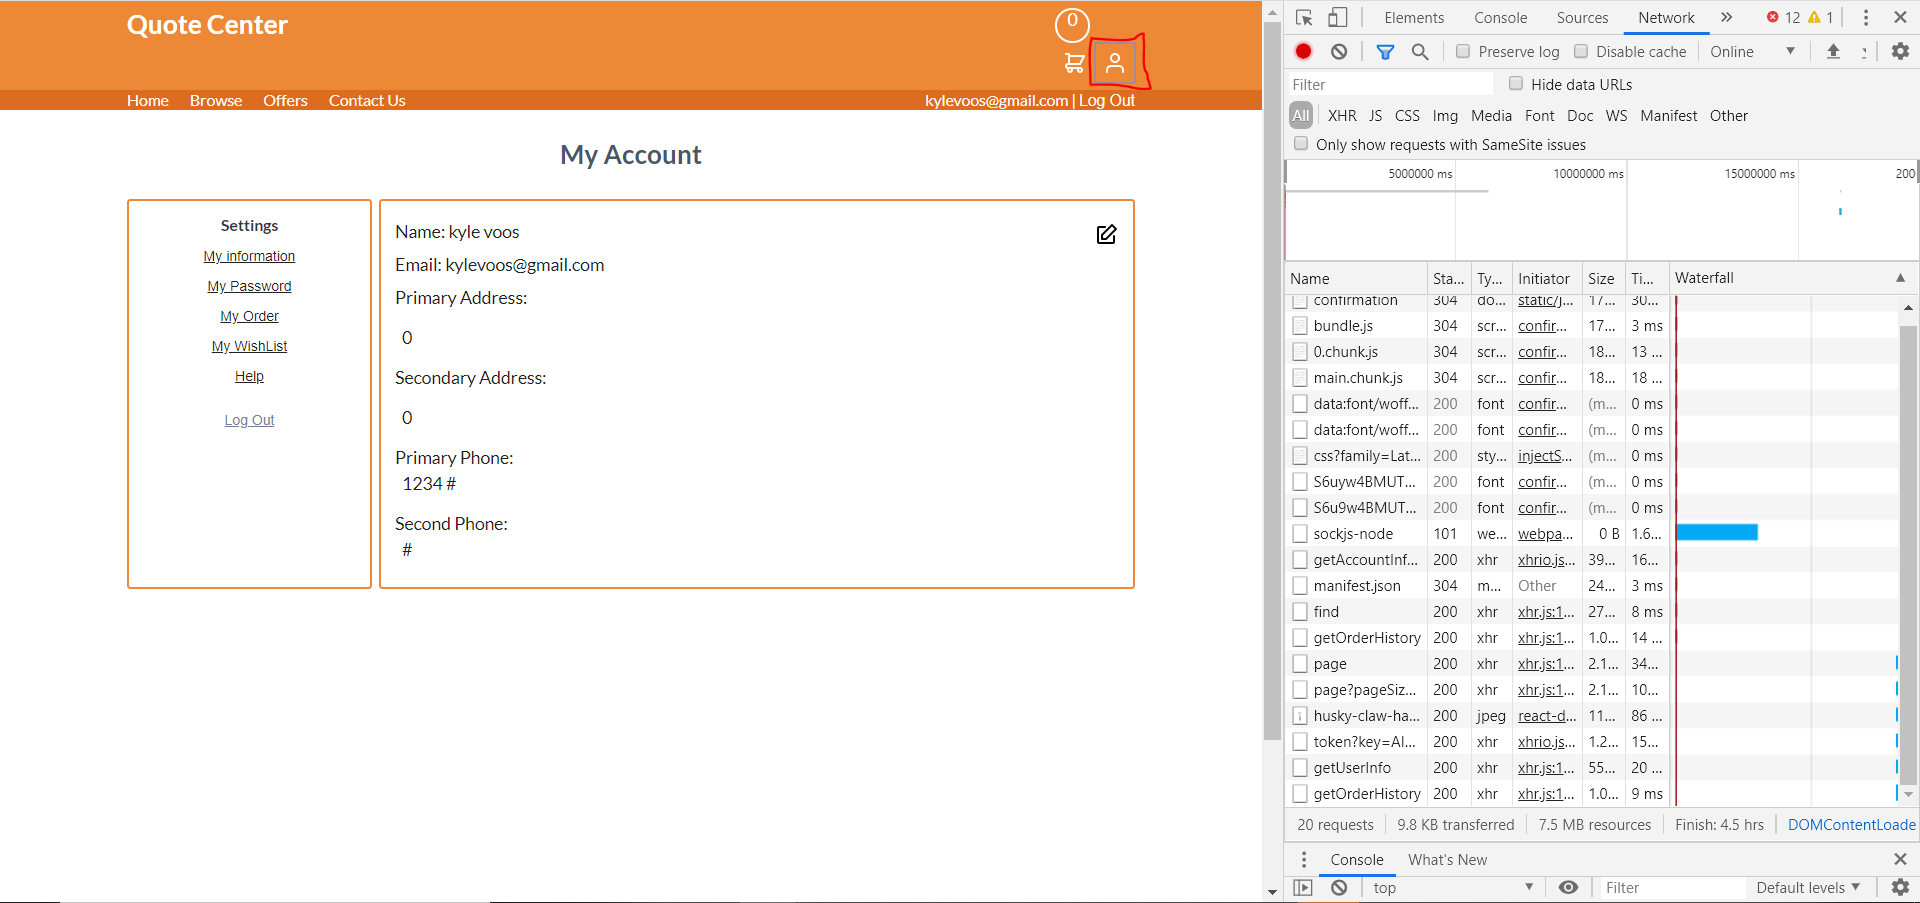 Quote Center
0
Home Browse Offers Contact Us
kylevoos@gmail.com | Log Out
My Account
Settings
My information
My Password
My Order
My WishList
Help
Log Out
Name: kyle voos
Email: kylevoos@gmail.com
Primary Address:
0
Secondary Address:
0
Primary Phone:
1234 #
Second Phone:
#
Elements Console Sources Network 12 1
Preserve log Disable cache Online
Filter Hide data URLs
All XHR JS CSS Img Media Font Doc WS Manifest Other
Only show requests with SameSite issues
5000000 ms 10000000 ms 15000000 ms 200
Name Sta... Ty... Initiator Size Ti... Waterfall
confirmation 304 do... static/j... 17... 30...
bundle.js 304 scr... confir... 17... 3 ms
0.chunk.js 304 scr... confir... 18... 13 ...
main.chunk.js 304 scr... confir... 18... 18 ...
data:font/woff... 200 font confir... (m... 0 ms
data:font/woff... 200 font confir... (m... 0 ms
css?family=Lat... 200 sty... injectS... (m... 0 ms
S6uyw4BMUT... 200 font confir... (m... 0 ms
S6u9w4BMUT... 200 font confir... (m... 0 ms
sockjs-node 101 we... webpa... 0 B 1.6...
getAccountInf... 200 xhr xhrio.js... 39... 16...
manifest.json 304 m... Other 24... 3 ms
find 200 xhr xhr.js:1... 27... 8 ms
getOrderHistory 200 xhr xhr.js:1... 1.0... 14 ...
page 200 xhr xhr.js:1... 2.1... 34...
page?pageSiz... 200 xhr xhr.js:1... 2.1... 10...
husky-claw-ha... 200 jpeg react-d... 11... 86 ...
token?key=AI... 200 xhr xhrio.js... 1.2... 15...
getUserInfo 200 xhr xhr.js:1... 55... 20 ...
getOrderHistory 200 xhr xhr.js:1... 1.0... 9 ms
20 requests 9.8 KB transferred 7.5 MB resources Finish: 4.5 hrs DOMContentLoade
Console What's New
top Filter Default levels